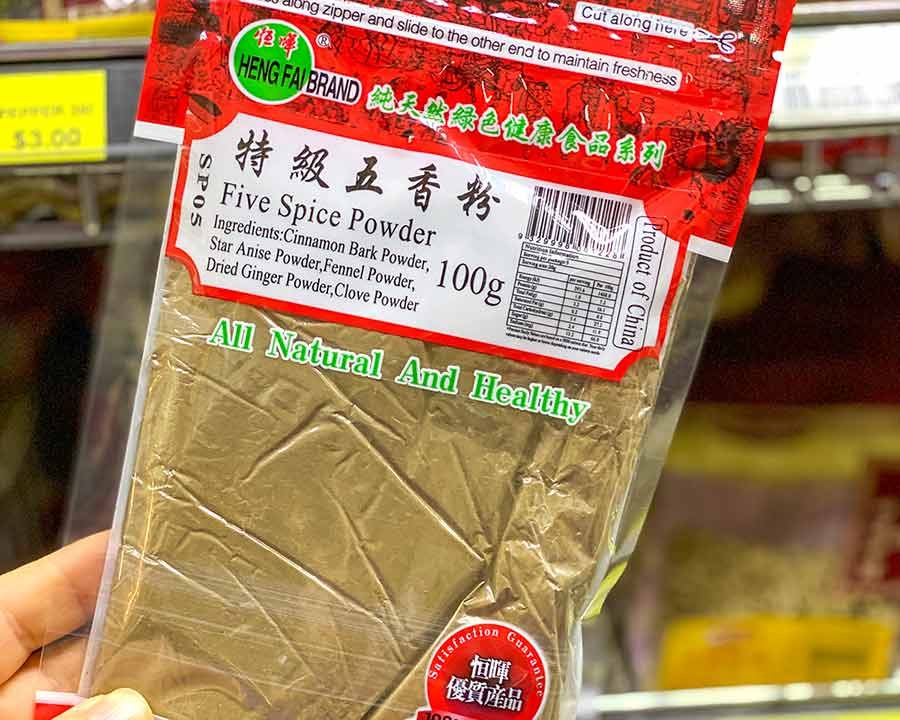 along zipper and slide to the other end to maintain freshness
Cut along here
恒暉
®
HENG FAI BRAND
純天然綠色健康食品系列
SP05
特級五香粉
Five Spice Powder
Ingredients:Cinnamon Bark Powder,
Star Anise Powder,Fennel Powder,
Dried Ginger Powder,Clove Powder
100g
Nutrition Information
Product of China
All Natural And Healthy
Satisfaction Guarantee
恒暉
優質產品
$3.00